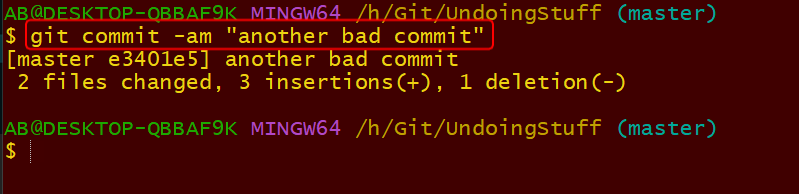 AB@DESKTOP-QBBAF9K MINGW64 /h/Git/UndoingStuff (master)
$ git commit -am "another bad commit"
[master e3401e5] another bad commit
 2 files changed, 3 insertions(+), 1 deletion(-)
AB@DESKTOP-QBBAF9K MINGW64 /h/Git/UndoingStuff (master)
$